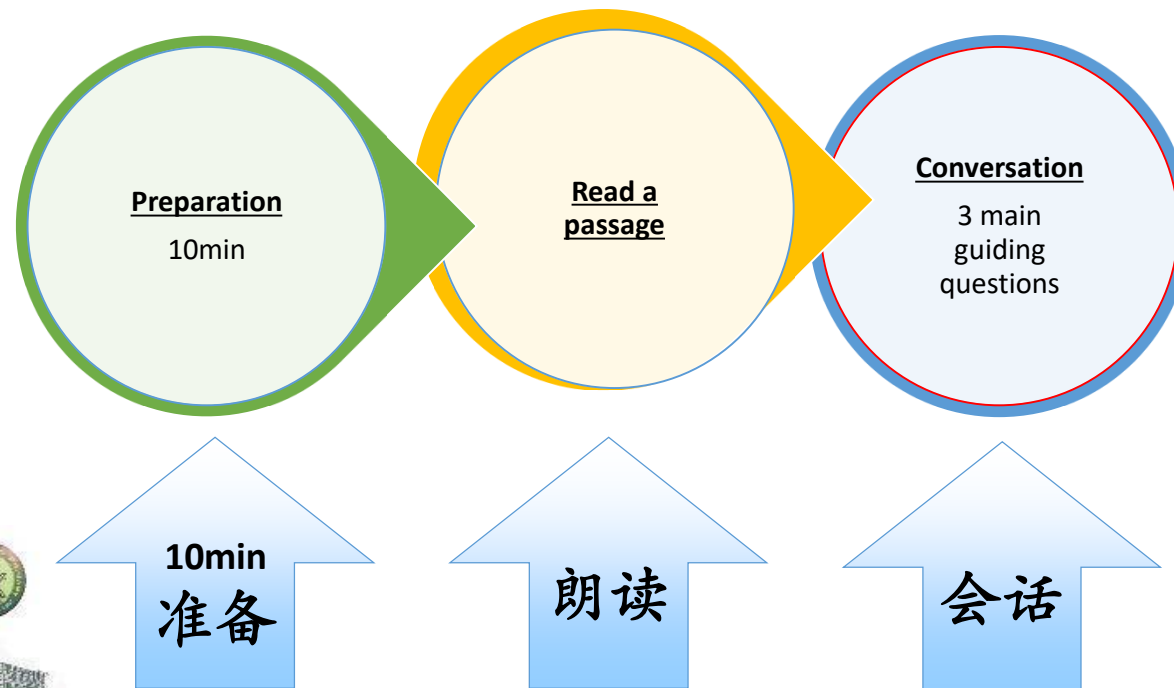 Preparation
10min
Read a
passage
Conversation
3 main
guiding
questions
10min
准备
朗读
会话